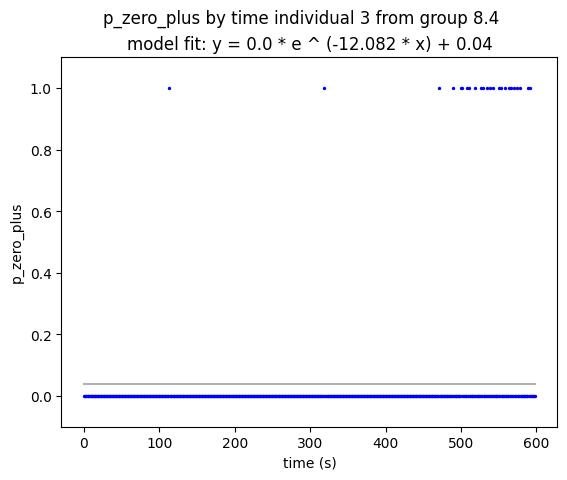 p_zero_plus by time individual 3 from group 8.4
model fit: y = 0.0 * e ^ (-12.082 * x) + 0.04
1.0
0.8
0.6
0.4
0.2
0.0
p_zero_plus
0 100 200 300 400 500 600
time (s)